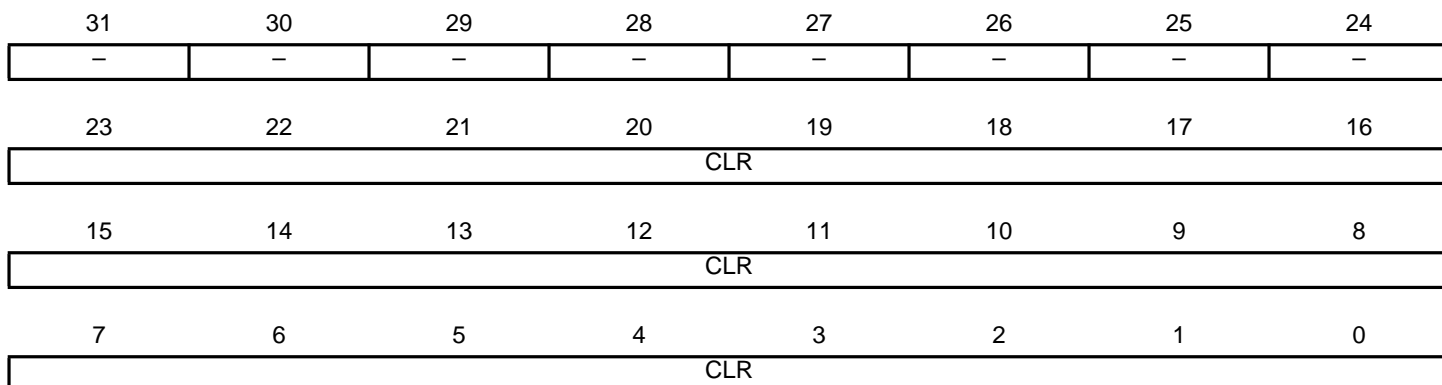 31 30 29 28 27 26 25 24
– – – – – – – –
23 22 21 20 19 18 17 16
CLR
15 14 13 12 11 10 9 8
CLR
7 6 5 4 3 2 1 0
CLR